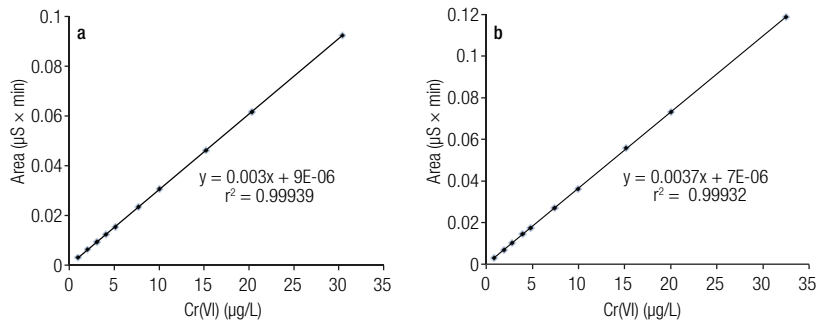 a
0.1
0.08
0.06
0.04
0.02
0
Area (µS × min)
y = 0.003x + 9E-06
r² = 0.99939
0 5 10 15 20 25 30 35
Cr(VI) (µg/L)
b
0.12
0.1
0.08
0.06
0.04
0.02
0
Area (µS × min)
y = 0.0037x + 7E-06
r² = 0.99932
0 5 10 15 20 25 30 35
Cr(VI) (µg/L)